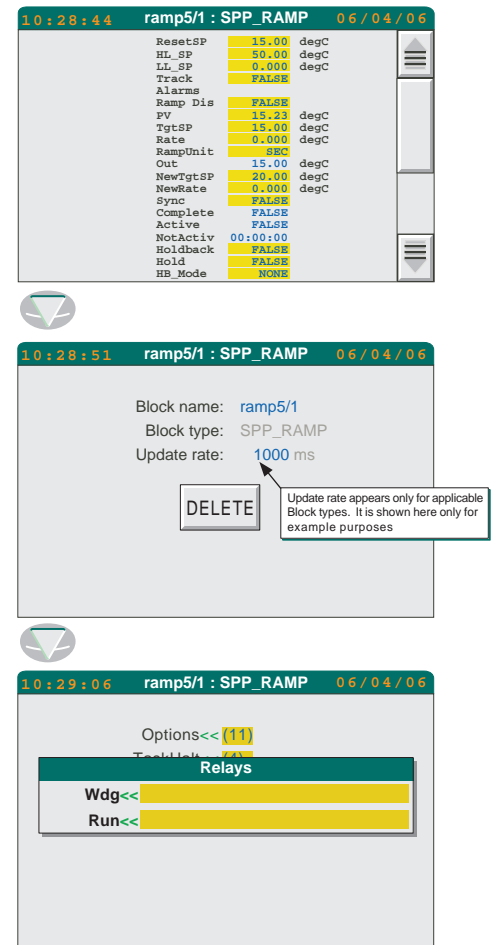 10:28:44 ramp5/1 : SPP_RAMP 06/04/06
ResetSP 15.00 degC
HL_SP 50.00 degC
LL_SP 0.000 degC
Track FALSE
Alarms
Ramp Dis FALSE
PV 15.23 degC
TgtSP 15.00 degC
Rate 0.000 degC
RampUnit SEC
Out 15.00 degC
NewTgtSP 20.00 degC
NewRate 0.000 degC
Sync FALSE
Complete FALSE
Active FALSE
NotActiv 00:00:00
Holdback FALSE
Hold FALSE
HB_Mode NONE
10:28:51 ramp5/1 : SPP_RAMP 06/04/06
Block name: ramp5/1
Block type: SPP_RAMP
Update rate: 1000 ms
DELETE
Update rate appears only for applicable
Block types. It is shown here only for
example purposes
10:29:06 ramp5/1 : SPP_RAMP 06/04/06
Options<< (11)
Relays
Wdg<<
Run<<